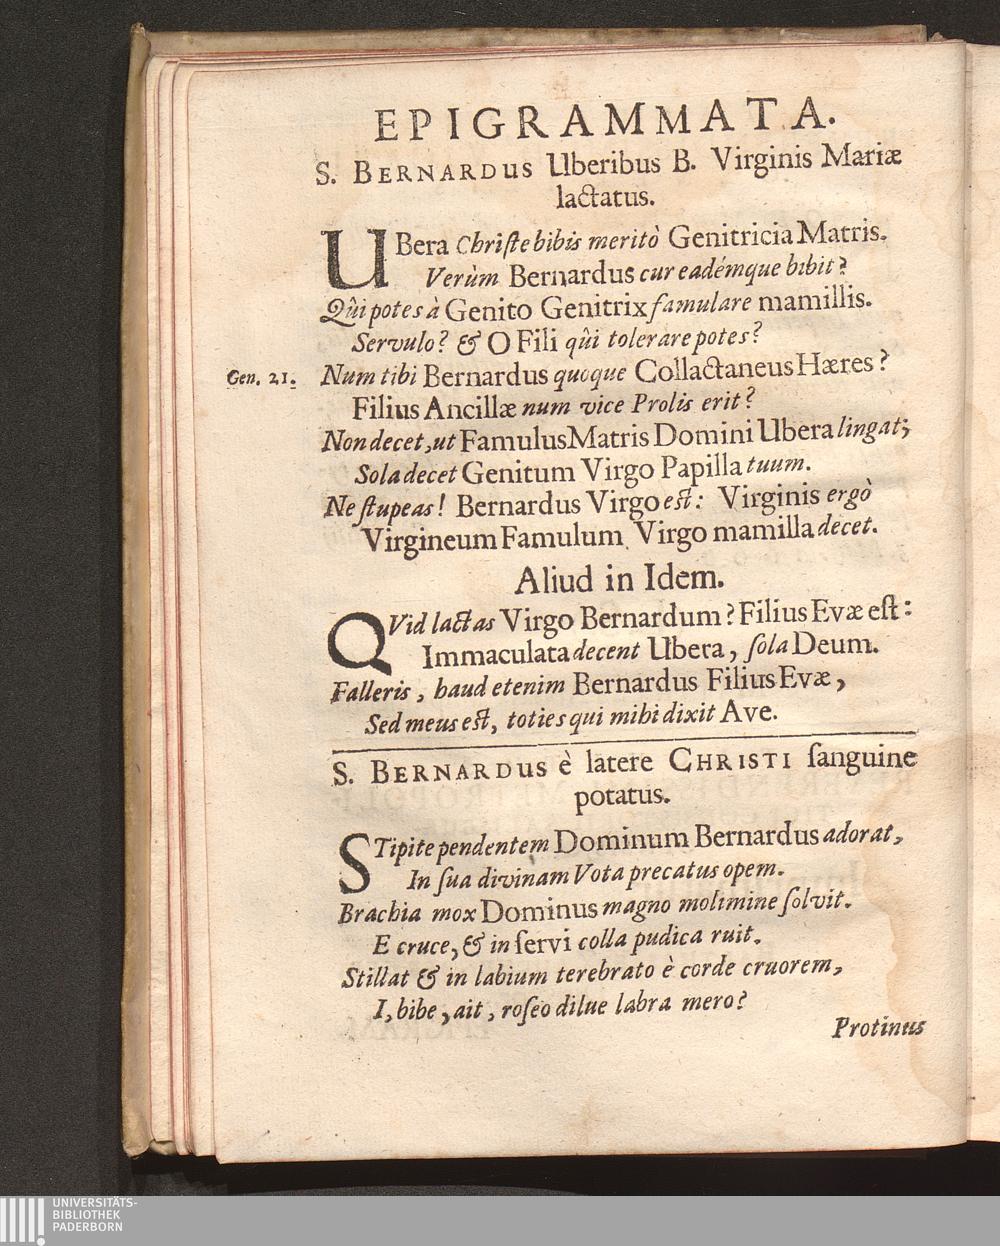 EPIGRAMMATA.
S. BERNARDUS Uberibus B. Virginis Mariæ
lactatus.
UBera Christe bibis meritò Genitricia Matris.
Verùm Bernardus cur eadémque bibit?
Qûi potes à Genito Genitrix famulare mamillis.
Servulo? & O Fili qûi tolerare potes?
Gen. 21. Num tibi Bernardus quoque Collactaneus Hæres?
Filius Ancillæ num vice Prolis erit?
Non decet, ut Famulus Matris Domini Ubera lingat;
Sola decet Genitum Virgo Papilla tuum.
Ne stupeas! Bernardus Virgo est: Virginis ergò
Virgineum Famulum Virgo mamilla decet.
Aliud in Idem.
QVid lactas Virgo Bernardum? Filius Evæ est:
Immaculata decent Ubera, sola Deum.
Falleris, haud etenim Bernardus Filius Evæ,
Sed meus est, toties qui mihi dixit Ave.
S. BERNARDUS è latere CHRISTI sanguine
potatus.
STipite pendentem Dominum Bernardus adorat,
In sua divinam Vota precatus opem.
Brachia mox Dominus magno molimine solvit.
E cruce, & in servi colla pudica ruit.
Stillat & in labium terebrato è corde cruorem,
I, bibe, ait, roseo dilue labra mero?
Protinus
UNIVERSITÄTS-
BIBLIOTHEK
PADERBORN